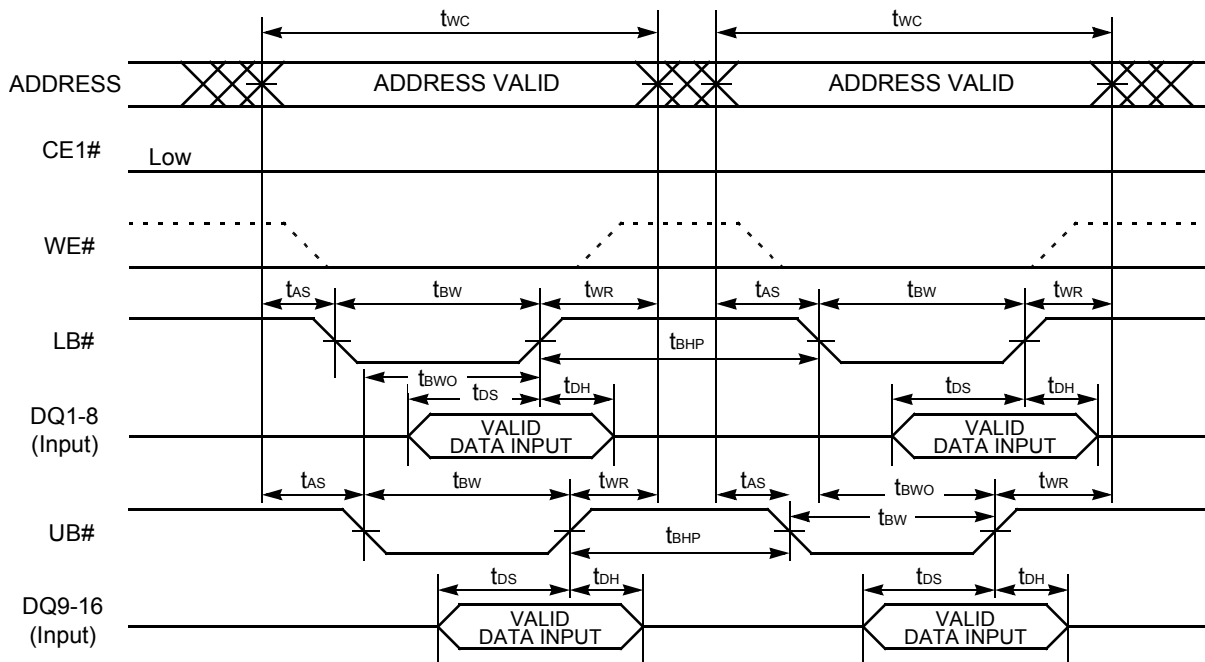 tWC tWC
ADDRESS ADDRESS VALID ADDRESS VALID
CE1# Low
WE#
tAS tBW tWR tAS tBW tWR
LB#
tBHP
tBWO
tDS tDH tDS tDH
DQ1-8
(Input)
VALID
DATA INPUT
VALID
DATA INPUT
tAS tBW tWR tAS tBWO tWR
UB#
tBW
tBHP
tDS tDH tDS tDH
DQ9-16
(Input)
VALID
DATA INPUT
VALID
DATA INPUT